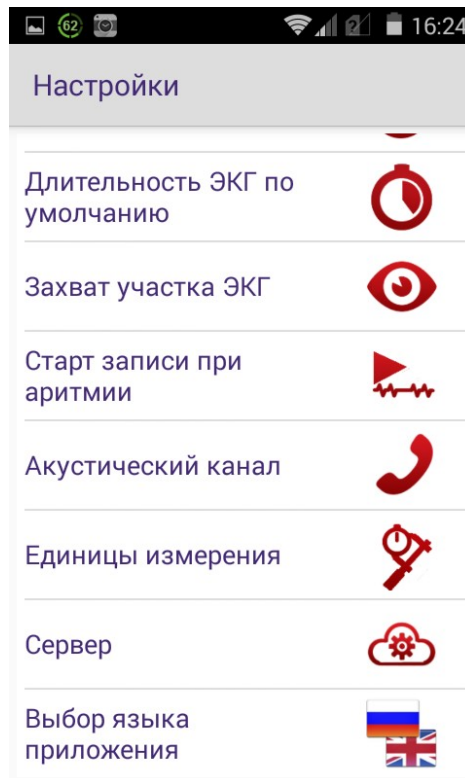 62
16:24
Настройки
Длительность ЭКГ по
умолчанию
Захват участка ЭКГ
Старт записи при
аритмии
Акустический канал
Единицы измерения
Сервер
Выбор языка
приложения